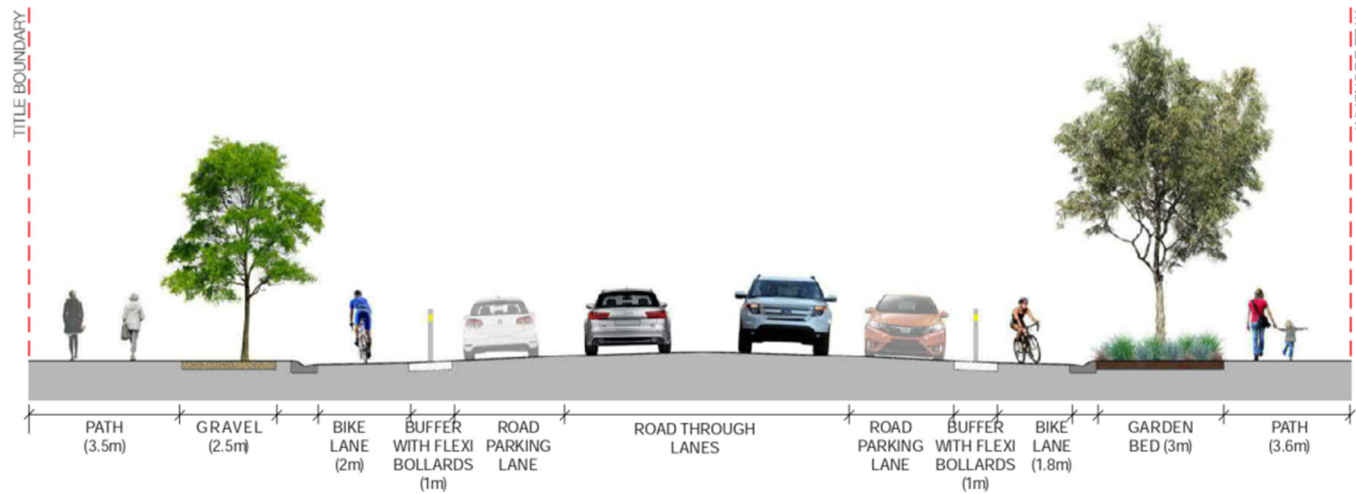 TITLE BOUNDARY
PATH
(3.5m)
GRAVEL
(2.5m)
BIKE
LANE
(2m)
BUFFER
WITH FLEXI
BOLLARDS
(1m)
ROAD
PARKING
LANE
ROAD THROUGH
LANES
ROAD
PARKING
LANE
BUFFER
WITH FLEXI
BOLLARDS
(1m)
BIKE
LANE
(1.8m)
GARDEN
BED (3m)
PATH
(3.6m)